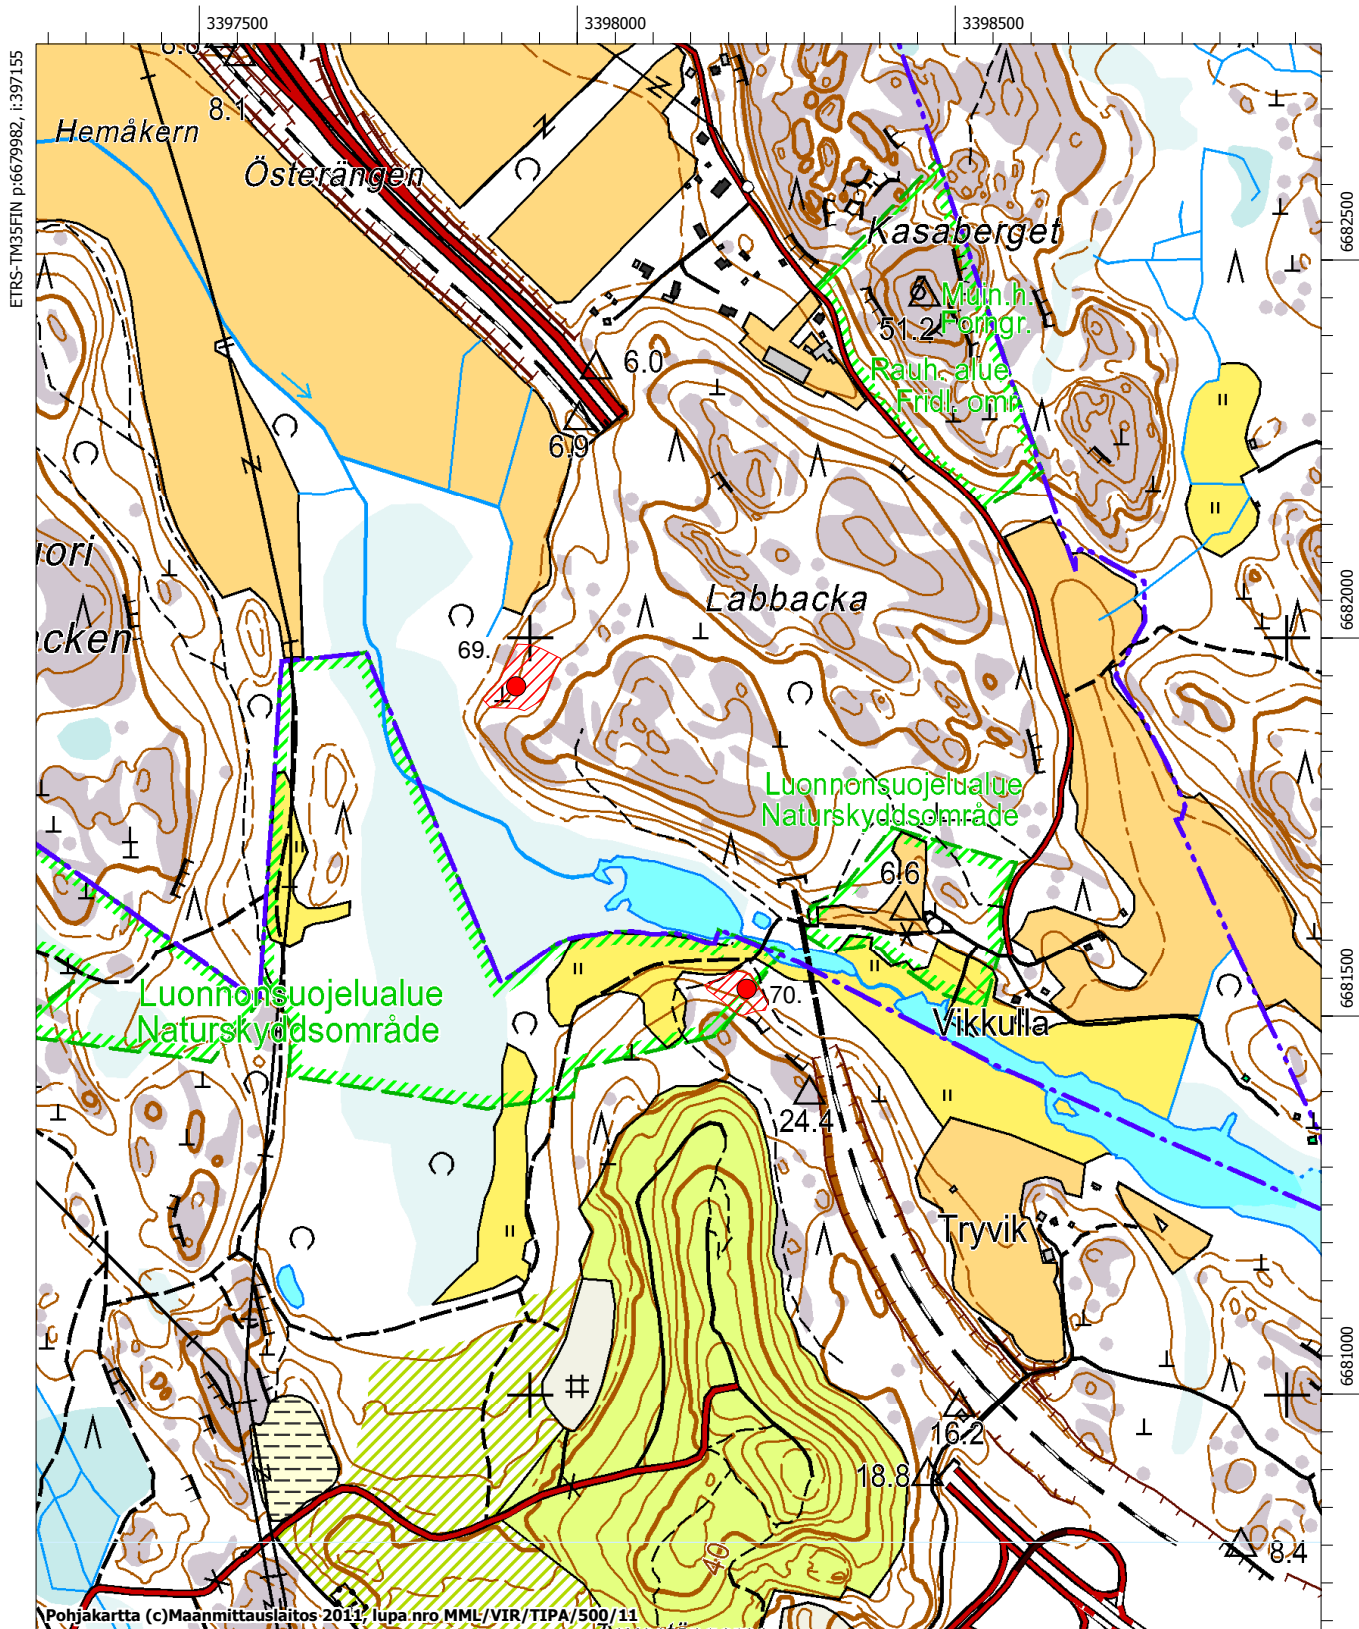 3397500
3398000
3398500
ETRS-TM35FIN p:6679982, i:397155
8.1
Hemåkern
Österängen
6682500
Kasaberget
Muin.h.
Forngr.
51.2
Rauh. alue
Fridl. omr.
6.0
6.9
uori
acken
Labbacka
6682000
69.
Luonnonsuojelualue
Naturskyddsområde
6.6
6681500
70.
Luonnonsuojelualue
Naturskyddsområde
Vikkulla
24.4
Tryvik
6681000
16.2
18.8
40
8.4
Pohjakartta (c)Maanmittauslaitos 2011, lupa nro MML/VIR/TIPA/500/11